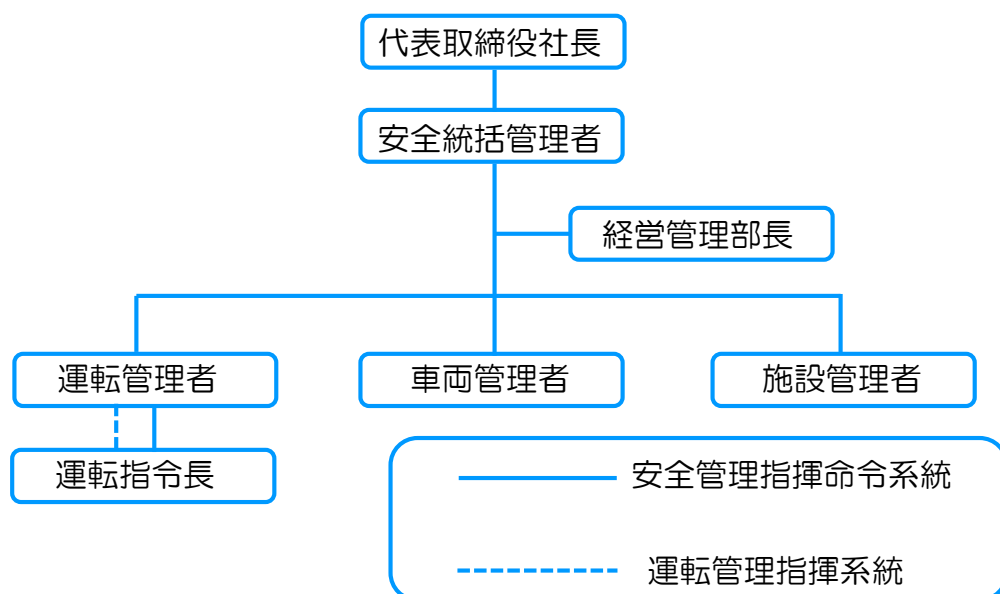 代表取締役社長
安全統括管理者
経営管理部長
運転管理者
車両管理者
施設管理者
運転指令長
安全管理指揮命令系統
運転管理指揮系統